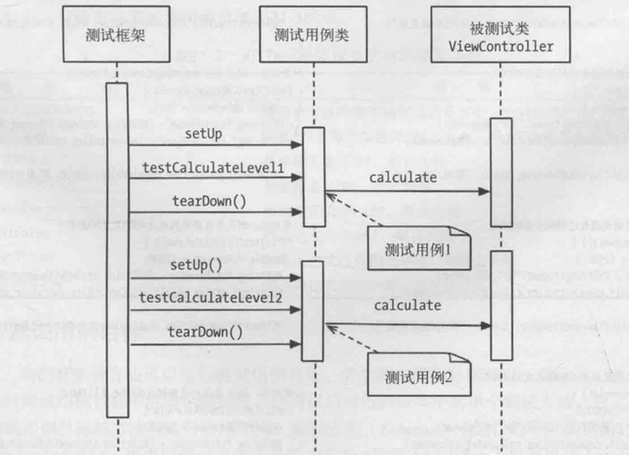 测试框架
测试用例类
被测试类
ViewController
setUp
testCalculateLevel1
calculate
tearDown()
测试用例1
setUp()
testCalculateLevel2
calculate
tearDown()
测试用例2